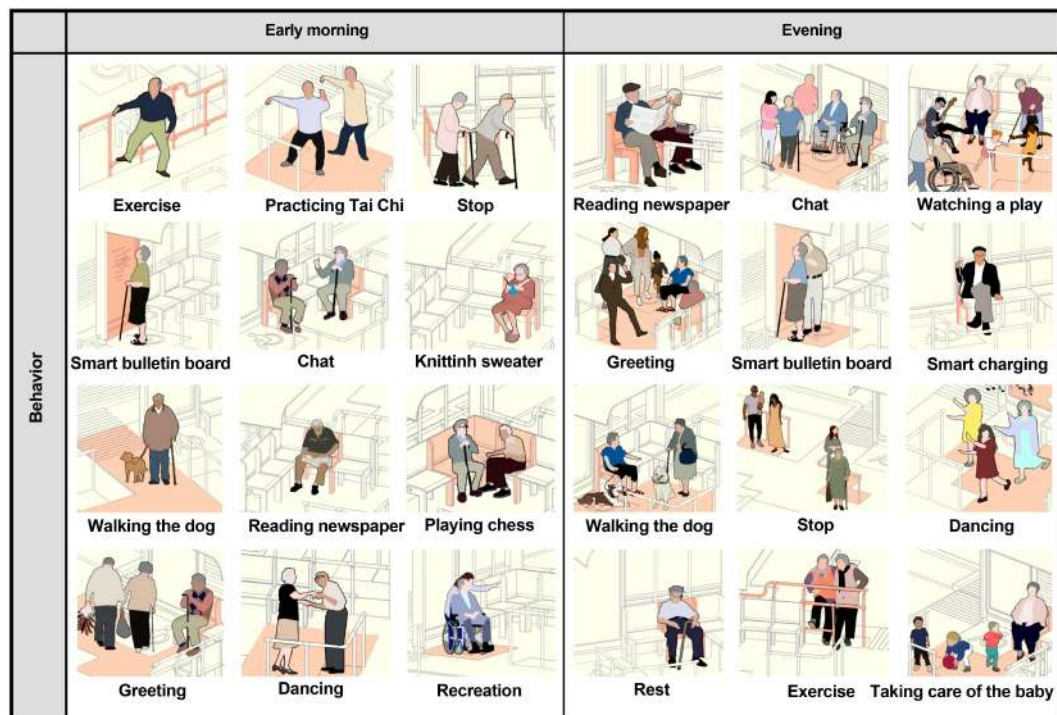 Early morning
Evening
Behavior
Exercise
Practicing Tai Chi
Stop
Reading newspaper
Chat
Watching a play
Smart bulletin board
Chat
Knittinh sweater
Greeting
Smart bulletin board
Smart charging
Walking the dog
Reading newspaper
Playing chess
Walking the dog
Stop
Dancing
Greeting
Dancing
Recreation
Rest
Exercise
Taking care of the baby